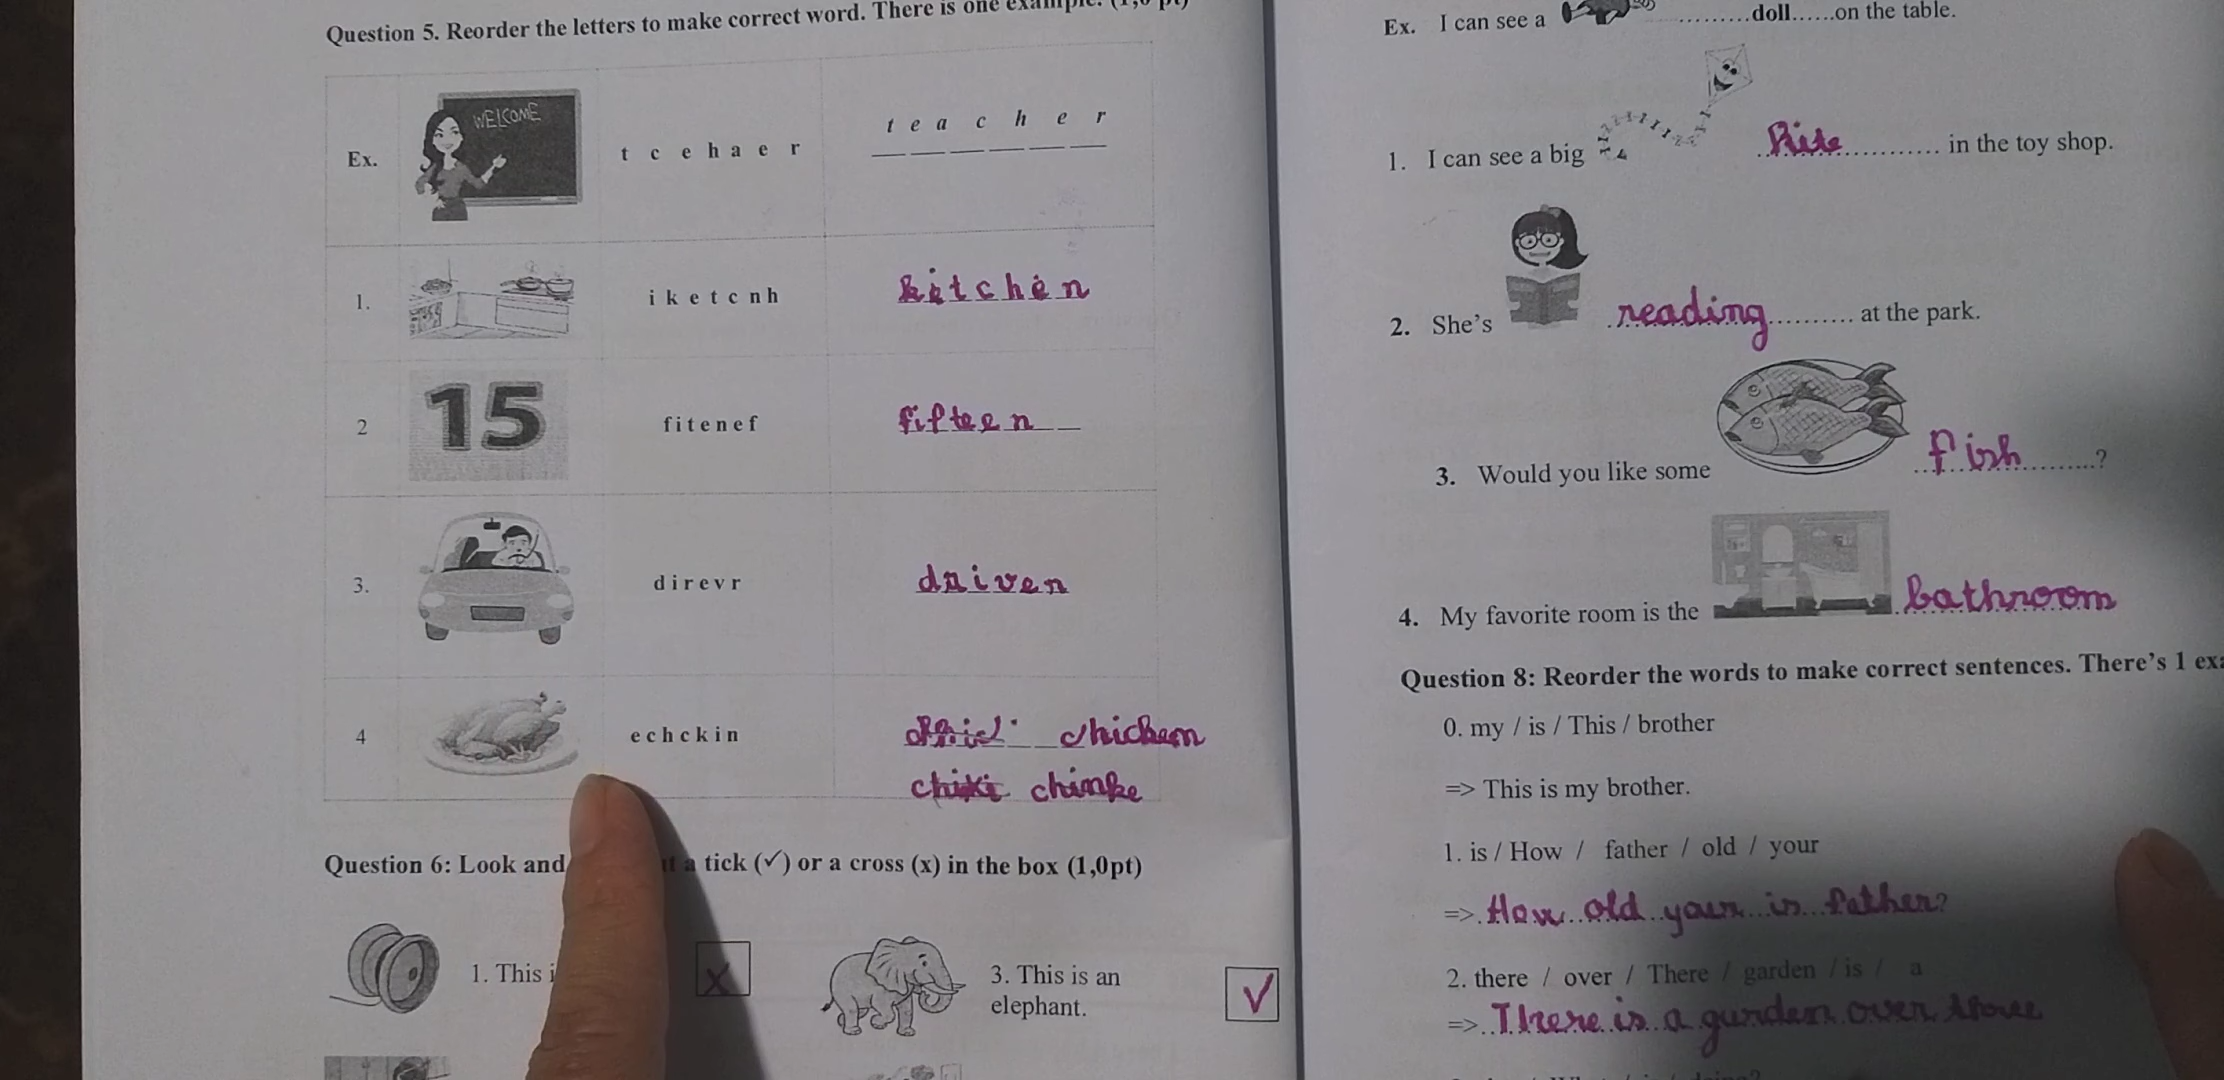 Question 5. Reorder the letters to make correct word. There is one example. (1,0 pt)
Ex.
WELCOME
t c e h a e r
t e a c h e r
1.
i k e t c n h
kitchen
2
15
f i t e n e f
fifteen
3.
d i r e v r
driver
4
e c h c k i n
chicken
chinke
Question 6: Look and a tick (✓) or a cross (x) in the box (1,0pt)
1. This i
X
3. This is an
elephant.
✓
Ex. I can see a ..........doll......on the table.
1. I can see a big Kite ............ in the toy shop.
2. She's reading .......... at the park.
3. Would you like some fish ..........?
4. My favorite room is the bathroom
Question 8: Reorder the words to make correct sentences. There's 1 exa
0. my / is / This / brother
=> This is my brother.
1. is / How / father / old / your
=> How old your is father?
2. there / over / There / garden / is / a
=> There is a garden over there